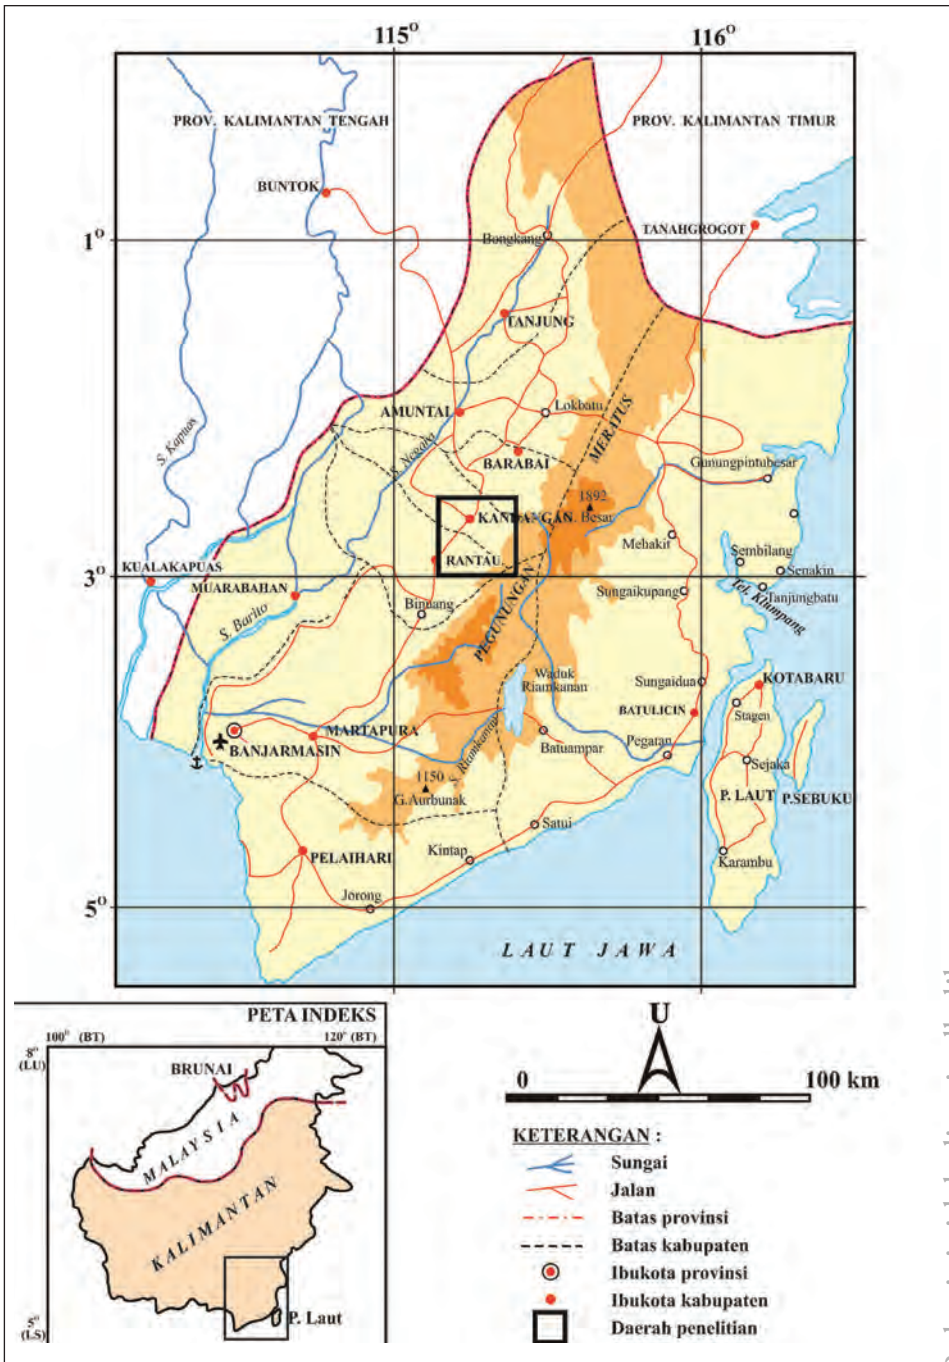 115°
116°
PROV. KALIMANTAN TENGAH
PROV. KALIMANTAN TIMUR
BUNTOK
TANAHGROGOT
1°
Bongkang
TANJUNG
S. Kapuas
AMUNTAI
Lokbatu
S. Negara
MERATUS
BARABAI
Gunungpintubesar
1892
KANDANGAN
. Besar
Mehakit
Sembilang
RANTAU
KUALAKAPUAS
Senakin
3°
MUARABAHAN
Sungaikupang
Tanjungbatu
Tel. Klumpang
Binuang
S. Barito
PEGUNUNGAN
Waduk
Riamkanan
Sungaidua
KOTABARU
BATULICIN
Stagen
MARTAPURA
BANJARMASIN
Batuampar
Pegatan
S. Riamkanan
Sejaka
1150
G.Aurbunak
P. LAUT
P.SEBUKU
Satui
PELAIHARI
Kintap
Karambu
Jorong
5°
LAUT JAWA
PETA INDEKS
100° (BT)
120° (BT)
8°
(LU)
BRUNAI
MALAYSIA
KALIMANTAN
P. Laut
5°
(LS)
U
0
100 km
KETERANGAN :
Sungai
Jalan
Batas provinsi
Batas kabupaten
Ibukota provinsi
Ibukota kabupaten
Daerah penelitian